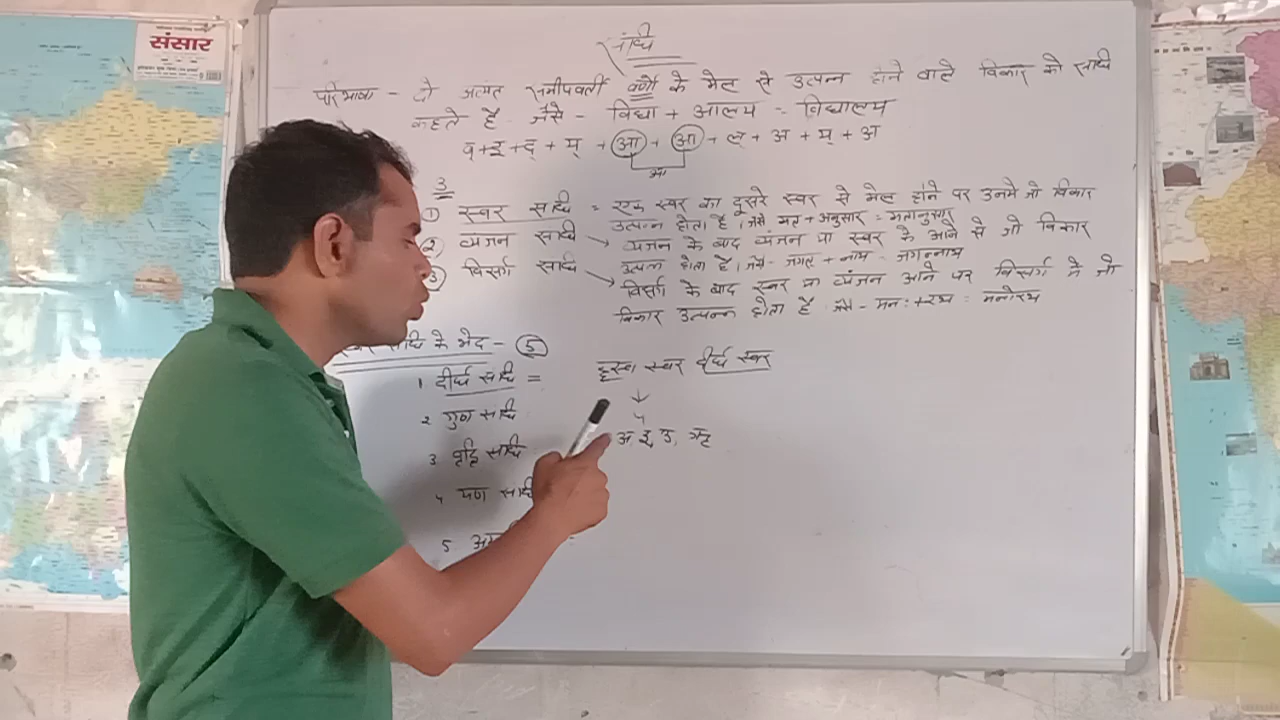 संसार
संधि
परिभाषा - दो अत्यंत समीपवर्ती वर्णो के मेल से उत्पन्न होने वाले विकार को संधि
कहते है जैसे - विद्या + आलय = विद्यालय
व+इ+द्+य् + आ + आ + ल् + अ + य् + अ
आ
3
① स्वर संधि = एक स्वर का दूसरे स्वर से मेल होने पर उनमे जो विकार
उत्पन्न होता है। जैसे मत + अनुसार = मतानुसार
② व्यंजन संधि → व्यंजन के बाद व्यंजन या स्वर के आने से जो विकार
उत्पन्न होता है। जैसे - जगत + नाथ - जगन्नाथ
③ विसर्ग संधि → विसर्ग के बाद स्वर या व्यंजन आने पर विसर्ग मे जो
विकार उत्पन्न होता है जैसे - मनः + रथ = मनोरथ
संधि के भेद - ⑤
1 दीर्घ संधि = ह्रस्व स्वर दीर्घ स्वर
2 गुण संधि
↓
4
अ, इ, उ, ऋ
3 वृद्धि संधि
4 यण संधि
5